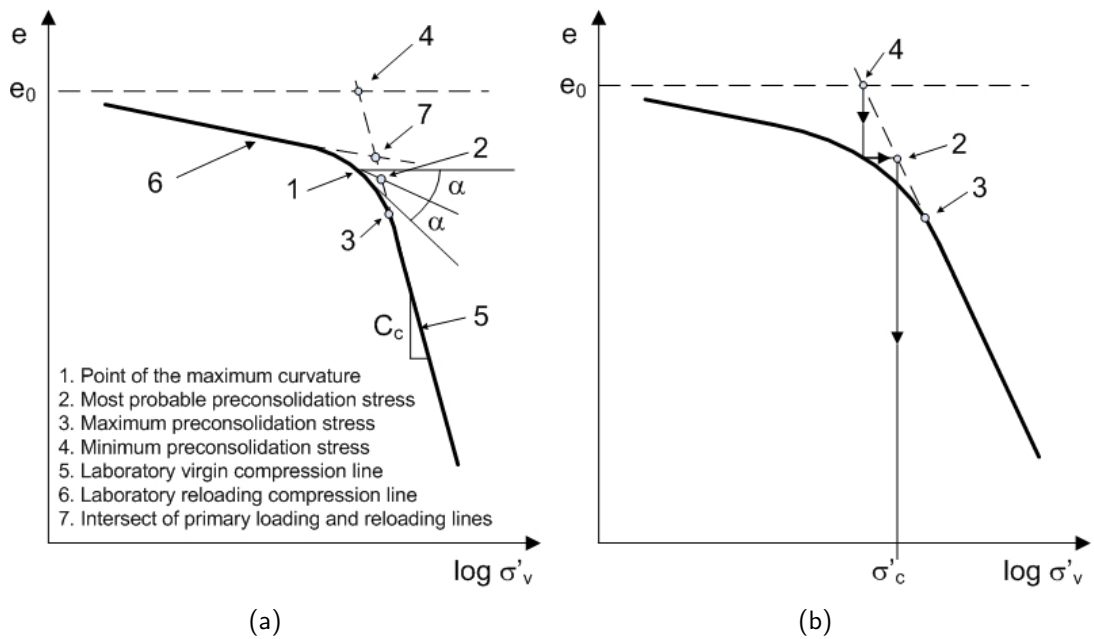 e
4
e₀
7
2
6
1
α
α
3
C꜀
5
1. Point of the maximum curvature
2. Most probable preconsolidation stress
3. Maximum preconsolidation stress
4. Minimum preconsolidation stress
5. Laboratory virgin compression line
6. Laboratory reloading compression line
7. Intersect of primary loading and reloading lines
log σ'ᵥ
(a)
e
4
e₀
2
3
σ'c
log σ'ᵥ
(b)